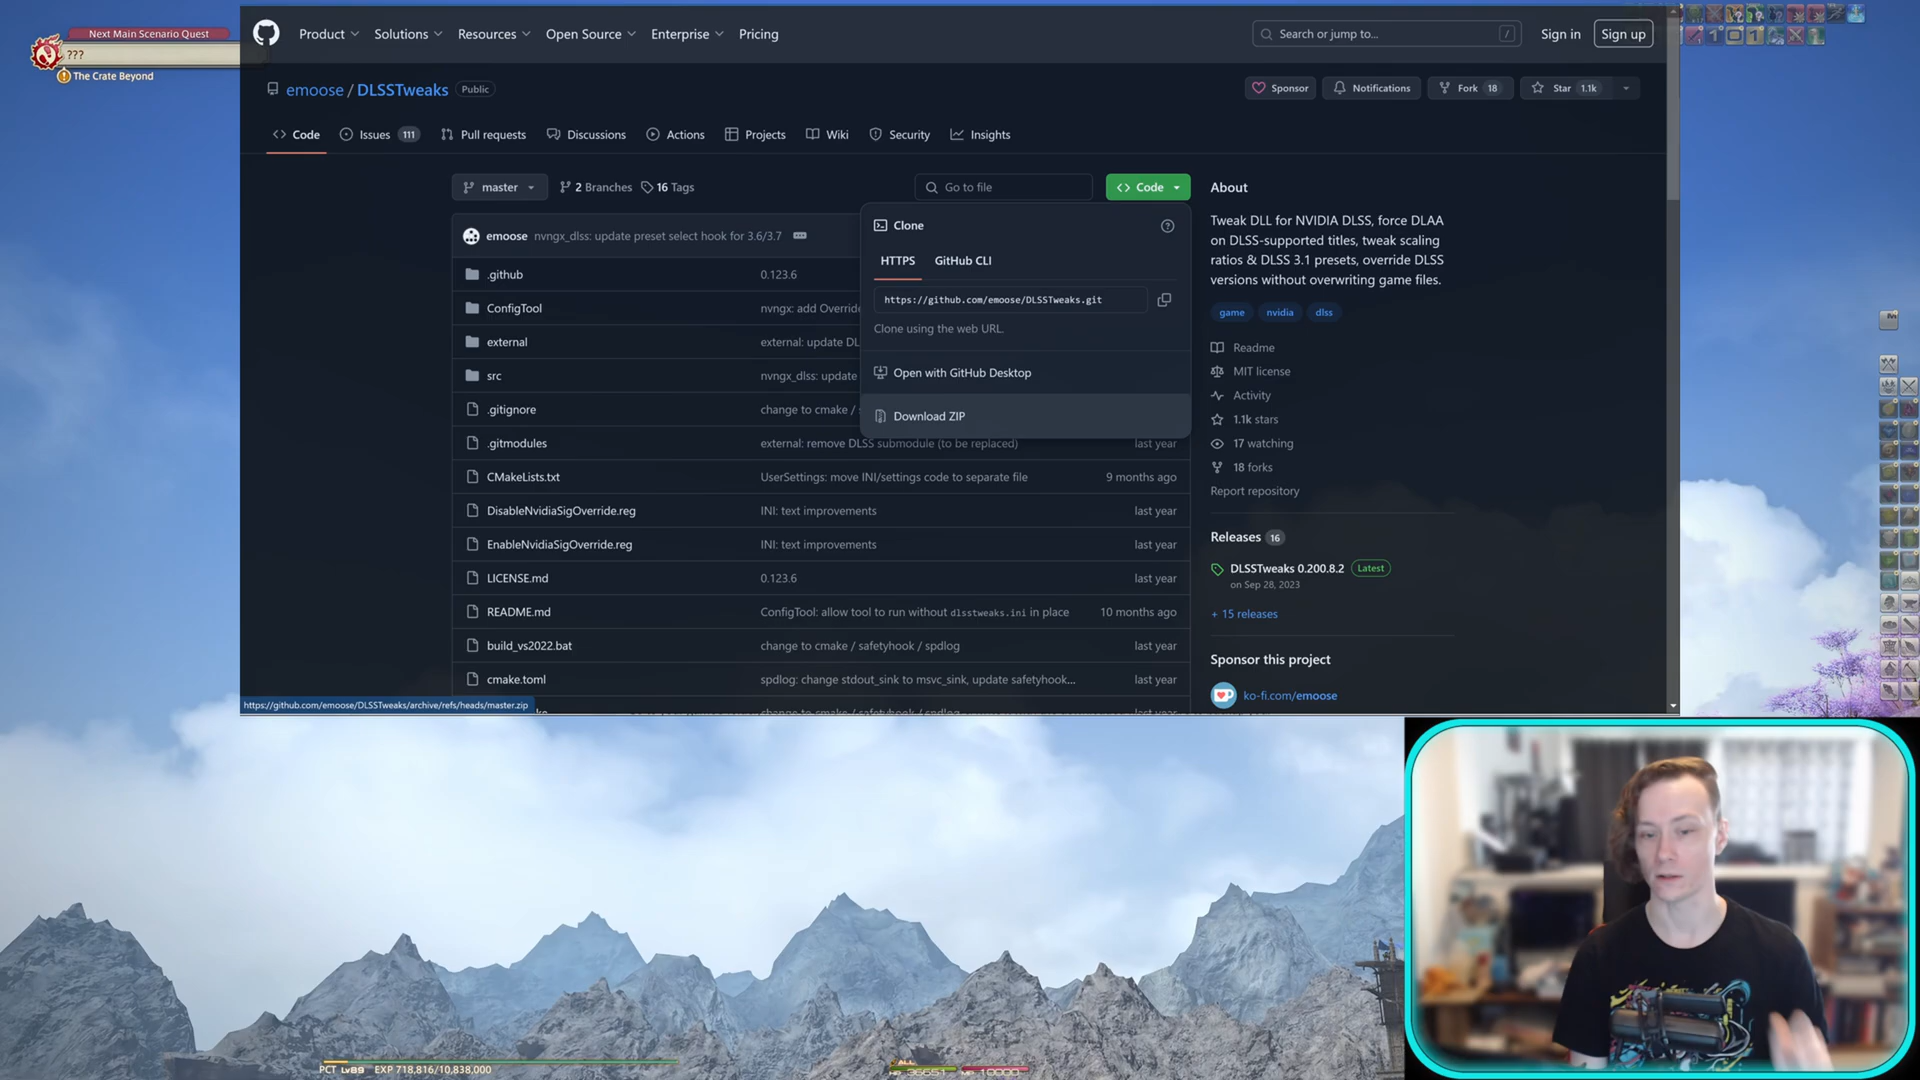 Next Main Scenario Quest
???
The Crate Beyond
Product
Solutions
Resources
Open Source
Enterprise
Pricing
Search or jump to...
/
Sign in
Sign up
emoose / DLSSTweaks
Public
Sponsor
Notifications
Fork 18
Star 1.1k
Code
Issues 111
Pull requests
Discussions
Actions
Projects
Wiki
Security
Insights
master
2 Branches
16 Tags
Go to file
Code
emoose nvngx_dlss: update preset select hook for 3.6/3.7
.github 0.123.6
ConfigTool nvngx: add Override
external external: update DL
src nvngx_dlss: update
.gitignore change to cmake /
.gitmodules external: remove DLSS submodule (to be replaced) last year
CMakeLists.txt UserSettings: move INI/settings code to separate file 9 months ago
DisableNvidiaSigOverride.reg INI: text improvements last year
EnableNvidiaSigOverride.reg INI: text improvements last year
LICENSE.md 0.123.6 last year
README.md ConfigTool: allow tool to run without dlsstweaks.ini in place 10 months ago
build_vs2022.bat change to cmake / safetyhook / spdlog last year
cmake.toml spdlog: change stdout_sink to msvc_sink, update safetyhook... last year
change to cmake / safetyhook / spdlog last year
Clone
HTTPS
GitHub CLI
https://github.com/emoose/DLSSTweaks.git
Clone using the web URL.
Open with GitHub Desktop
Download ZIP
About
Tweak DLL for NVIDIA DLSS, force DLAA
on DLSS-supported titles, tweak scaling
ratios & DLSS 3.1 presets, override DLSS
versions without overwriting game files.
game nvidia dlss
Readme
MIT license
Activity
1.1k stars
17 watching
18 forks
Report repository
Releases 16
DLSSTweaks 0.200.8.2 Latest
on Sep 28, 2023
+ 15 releases
Sponsor this project
ko-fi.com/emoose
https://github.com/emoose/DLSSTweaks/archive/refs/heads/master.zip
PCT Lv89 EXP 718,816/10,838,000